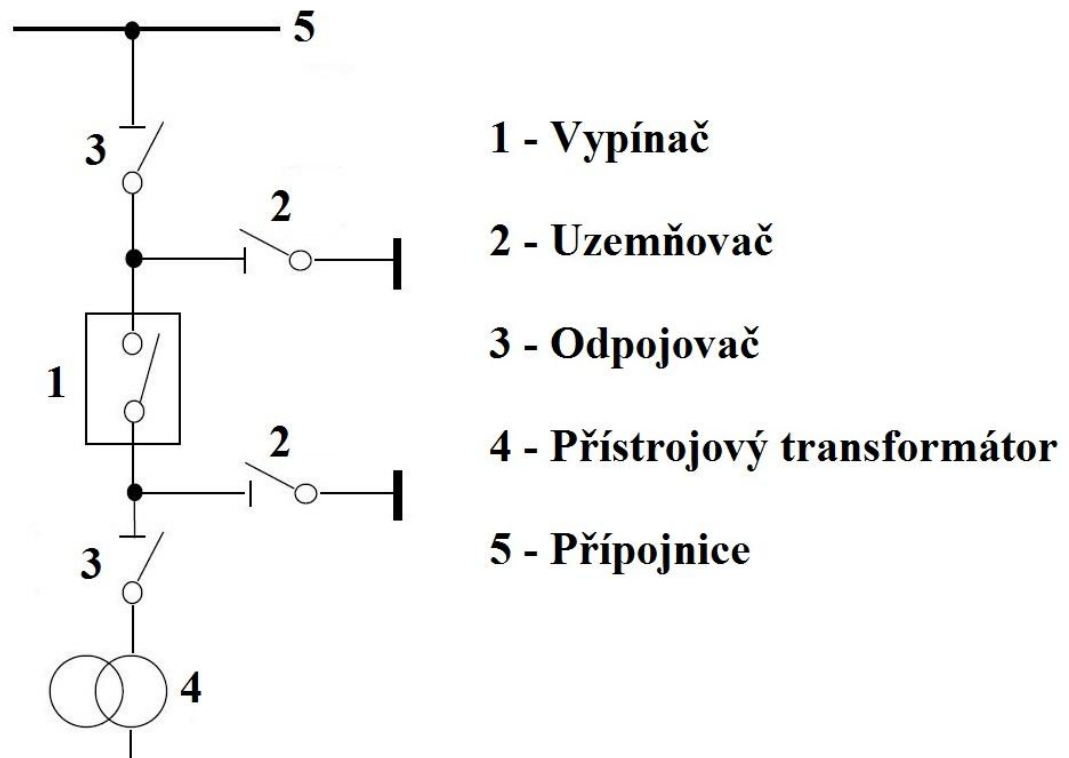 5
3
2
1
2
3
4
1 - Vypínač
2 - Uzemňovač
3 - Odpojovač
4 - Přístrojový transformátor
5 - Přípojnice